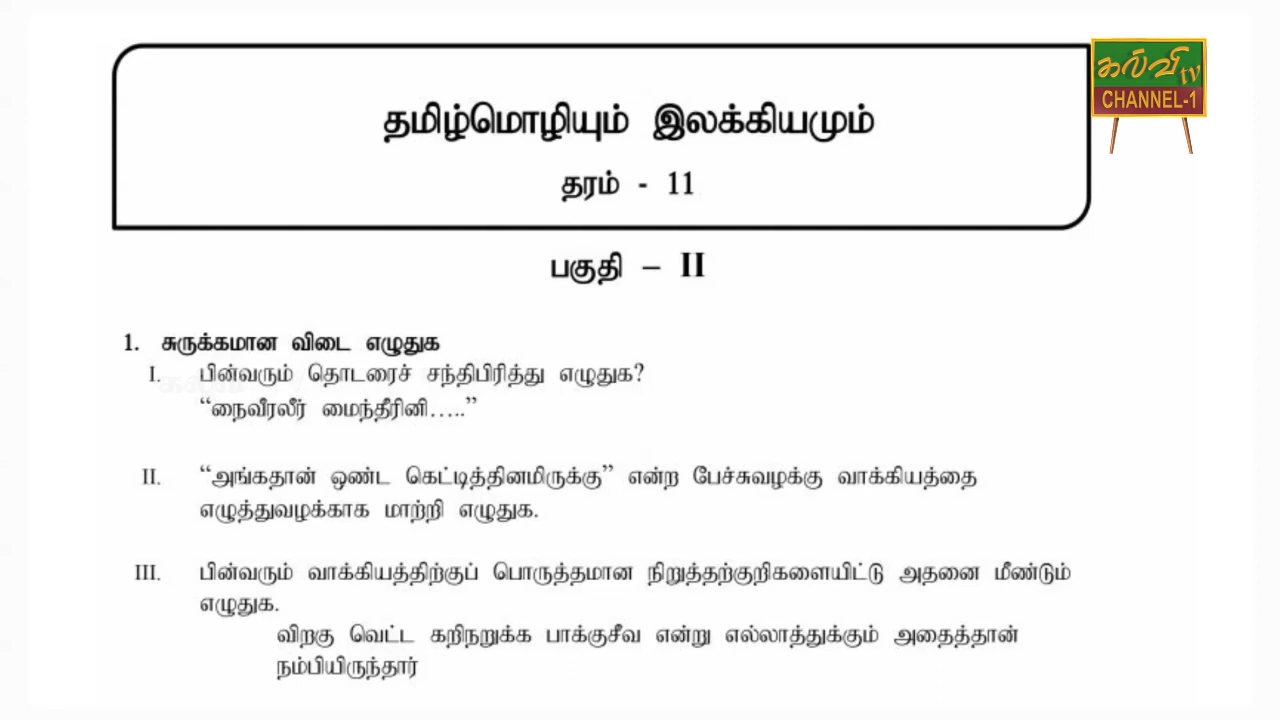 கல்வி tv
CHANNEL-1
தமிழ்மொழியும் இலக்கியமும்
தரம் - 11
பகுதி – II
1. சுருக்கமான விடை எழுதுக
I. பின்வரும் தொடரைச் சந்திபிரித்து எழுதுக?
“நைவீரலீர் மைந்தீரினி…..”
II. “அங்கதான் ஒண்ட கெட்டித்தினமிருக்கு” என்ற பேச்சுவழக்கு வாக்கியத்தை
எழுத்துவழக்காக மாற்றி எழுதுக.
III. பின்வரும் வாக்கியத்திற்குப் பொருத்தமான நிறுத்தற்குறிகளையிட்டு அதனை மீண்டும்
எழுதுக.
விறகு வெட்ட கறிநறுக்க பாக்குசீவ என்று எல்லாத்துக்கும் அதைத்தான்
நம்பியிருந்தார்